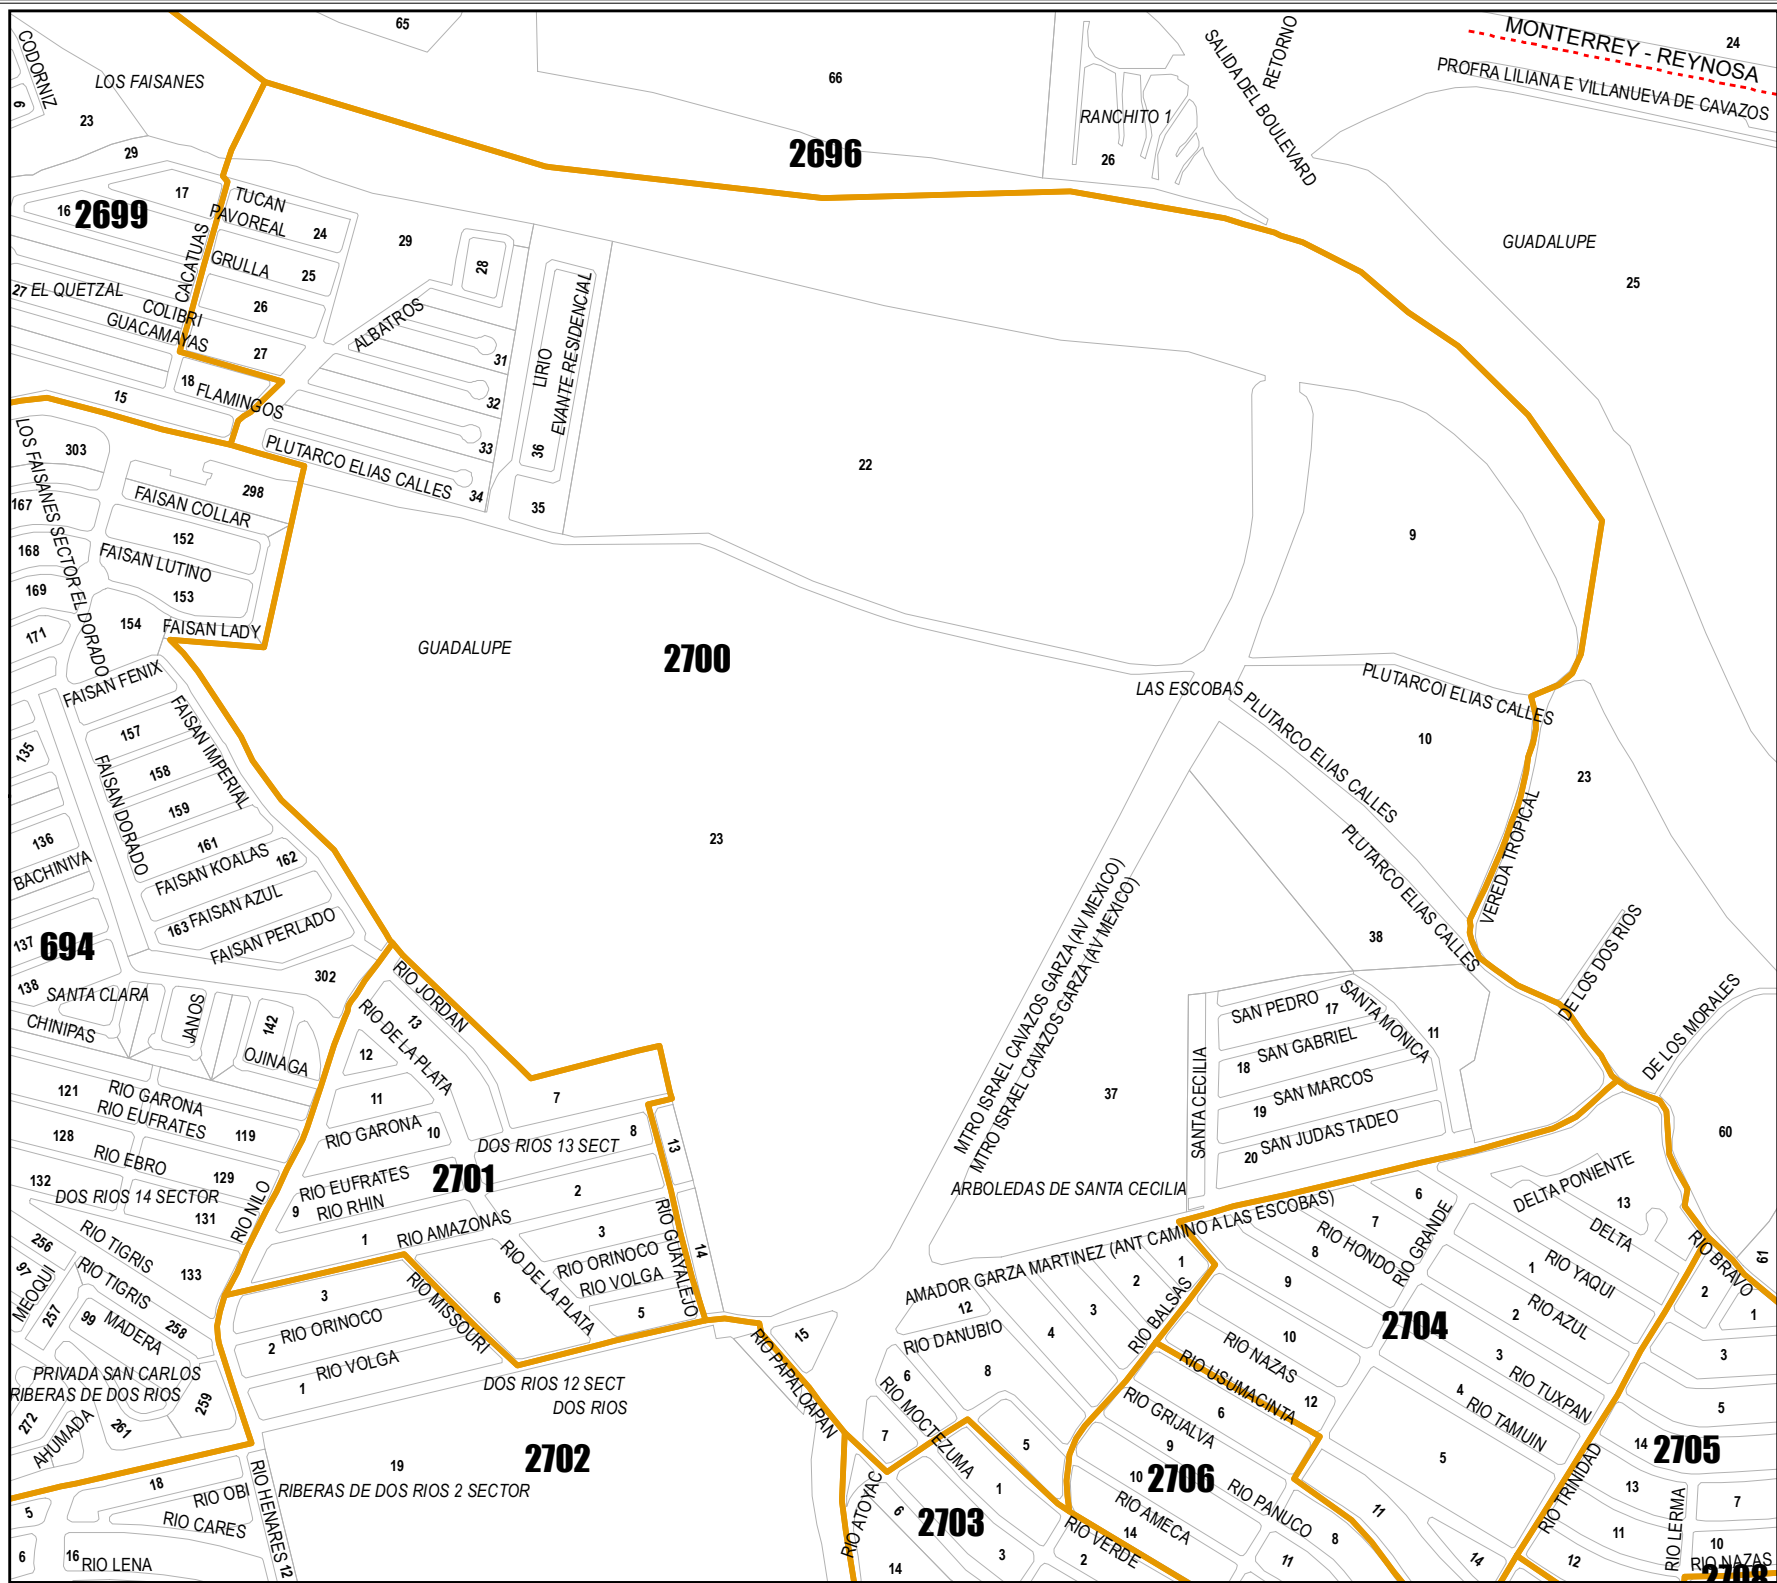 65
CODORNIZ
LOS FAISANES
66
RETORNO
SALIDA DEL BOULEVARD
MONTERREY - REYNOSA
24
PROFRA LILIANA E VILLANUEVA DE CAVAZOS
9
23
RANCHITO 1
26
29
2696
17
TUCAN
16
2699
PAVOREAL
24
29
GUADALUPE
25
CACATUAS
GRULLA
25
28
27
EL QUETZAL
COLIBRI
26
GUACAMAYAS
27
ALBATROS
31
LIRIO
EVANTE RESIDENCIAL
18
FLAMINGOS
32
15
33
36
303
PLUTARCO ELIAS CALLES
34
35
22
9
LOS FAISANES SECTOR EL DORADO
298
FAISAN COLLAR
167
152
168
FAISAN LUTINO
169
153
171
154
FAISAN LADY
GUADALUPE
2700
LAS ESCOBAS
PLUTARCOI ELIAS CALLES
FAISAN FENIX
FAISAN IMPERIAL
157
135
158
FAISAN DORADO
159
PLUTARCO ELIAS CALLES
10
23
136
161
162
BACHINIVA
FAISAN KOALAS
23
PLUTARCO ELIAS CALLES
VEREDA TROPICAL
FAISAN AZUL
163
FAISAN PERLADO
137
694
38
DE LOS DOS RIOS
138
302
SANTA CLARA
RIO JORDAN
MTRO ISRAEL CAVAZOS GARZA (AV MEXICO)
MTRO ISRAEL CAVAZOS GARZA (AV MEXICO)
DE LOS MORALES
CHINIPAS
JANOS
142
OJINAGA
13
RIO DE LA PLATA
12
SAN PEDRO
17
SANTA MONICA
11
SAN GABRIEL
18
SANTA CECILIA
SAN MARCOS
19
SAN JUDAS TADEO
20
37
121
RIO GARONA
11
7
RIO EUFRATES
119
128
RIO GARONA
10
8
13
60
RIO EBRO
129
DOS RIOS 13 SECT
132
DOS RIOS 14 SECTOR
131
RIO NILO
RIO EUFRATES
2701
2
RIO RHIN
9
ARBOLEDAS DE SANTA CECILIA
DELTA PONIENTE
13
6
RIO TIGRIS
256
1
RIO AMAZONAS
3
RIO GUAYALEJO
14
7
RIO HONDO
RIO GRANDE
DELTA
RIO BRAVO
61
97
RIO TIGRIS
133
RIO DE LA PLATA
RIO ORINOCO
RIO VOLGA
AMADOR GARZA MARTINEZ (ANT CAMINO A LAS ESCOBAS)
1
8
RIO YAQUI
MEOQUI
257
99
MADERA
258
3
RIO MISSOURI
6
5
12
2
9
1
2
1
RIO ORINOCO
2
15
RIO DANUBIO
3
RIO BALSAS
2704
2
RIO AZUL
PRIVADA SAN CARLOS
RIBERAS DE DOS RIOS
RIO VOLGA
1
RIO PAPALOAPAN
4
10
RIO NAZAS
3
RIO TUXPAN
3
259
DOS RIOS 12 SECT
DOS RIOS
6
8
RIO USUMACINTA
12
4
RIO TAMUIN
5
272
AHUMADA
261
RIO MOCTEZUMA
7
RIO GRIJALVA
6
5
9
5
14
2705
RIO TRINIDAD
2702
19
RIBERAS DE DOS RIOS 2 SECTOR
18
RIO HENARES
12
10
2706
1
RIO PANUCO
11
13
7
5
RIO OBI
RIO CARES
6
2703
RIO ATOYAC
RIO AMECA
14
8
11
RIO LERMA
10
6
16
RIO LENA
3
RIO VERDE
2
11
14
12
RIO NAZAS
14
2708